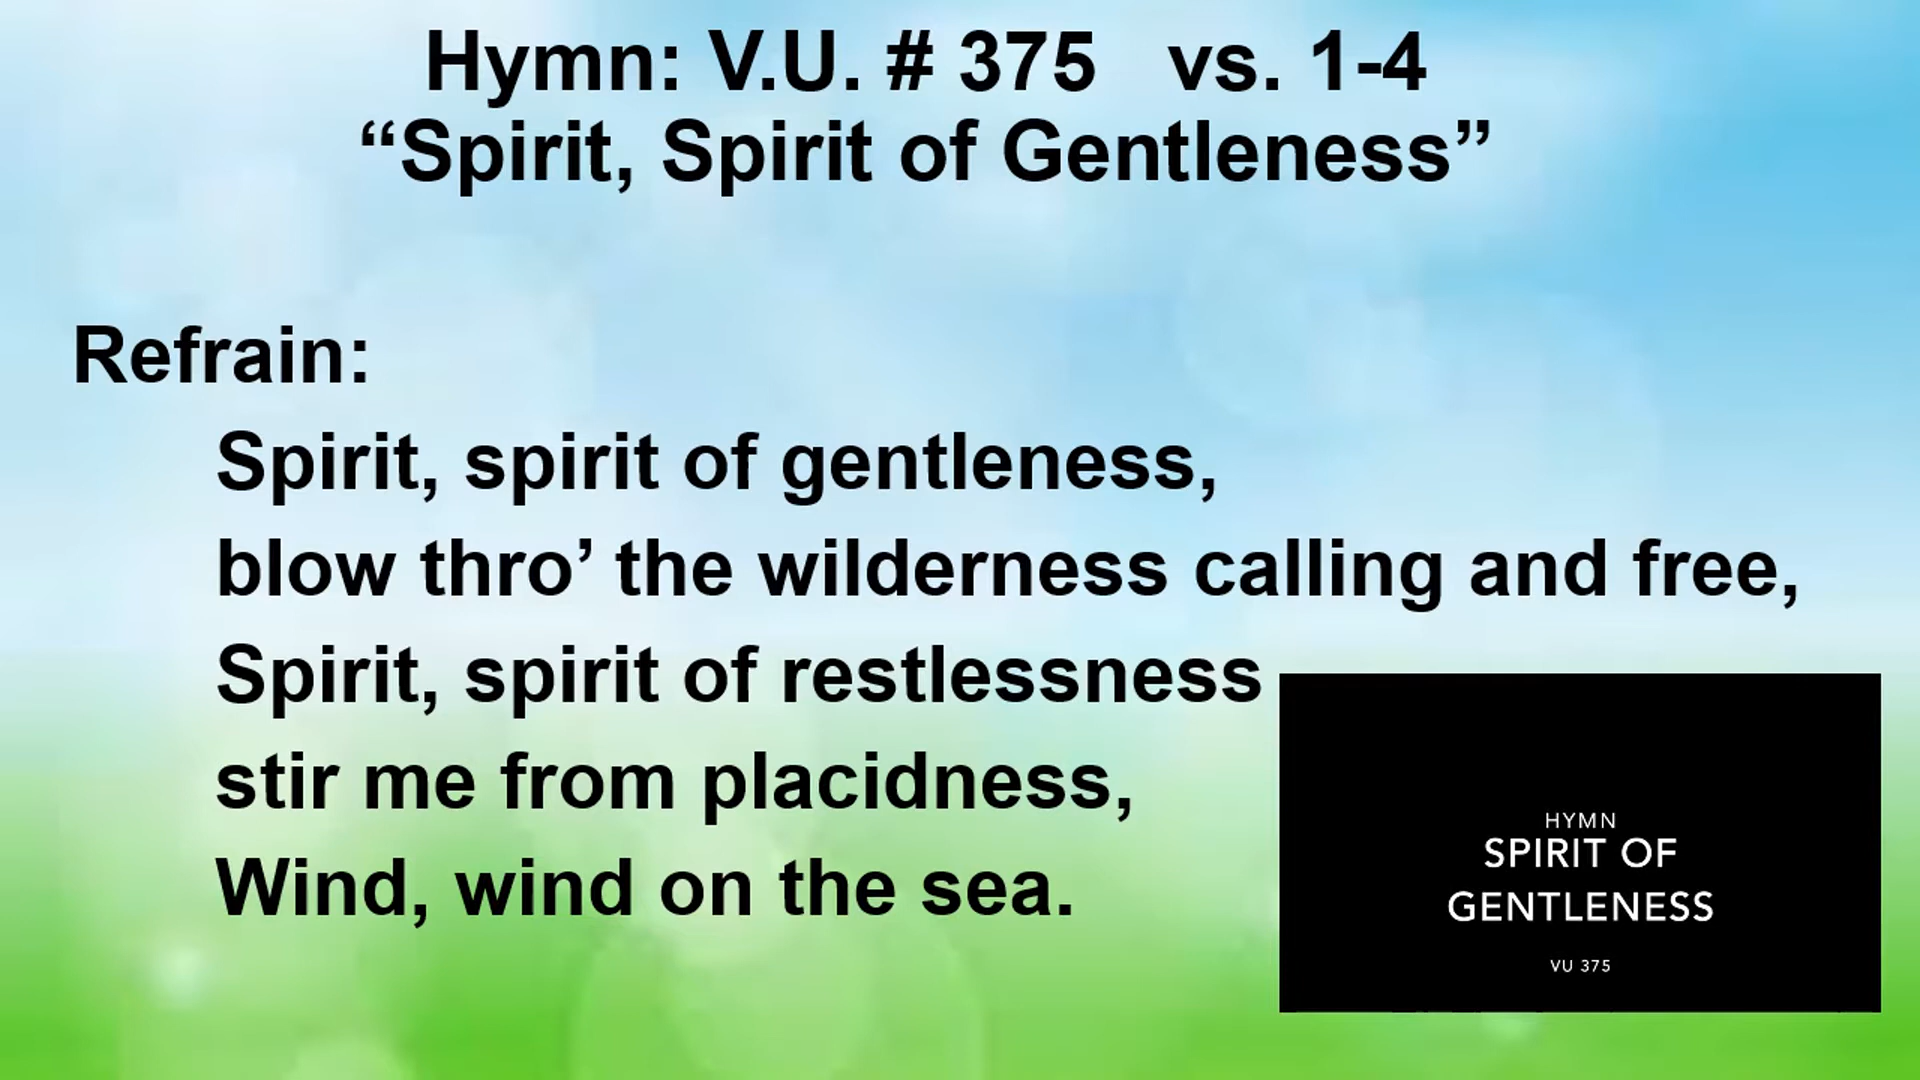 Hymn: V.U. # 375 vs. 1-4
“Spirit, Spirit of Gentleness”
Refrain:
Spirit, spirit of gentleness,
blow thro’ the wilderness calling and free,
Spirit, spirit of restlessness
stir me from placidness,
Wind, wind on the sea.
HYMN
SPIRIT OF
GENTLENESS
VU 375